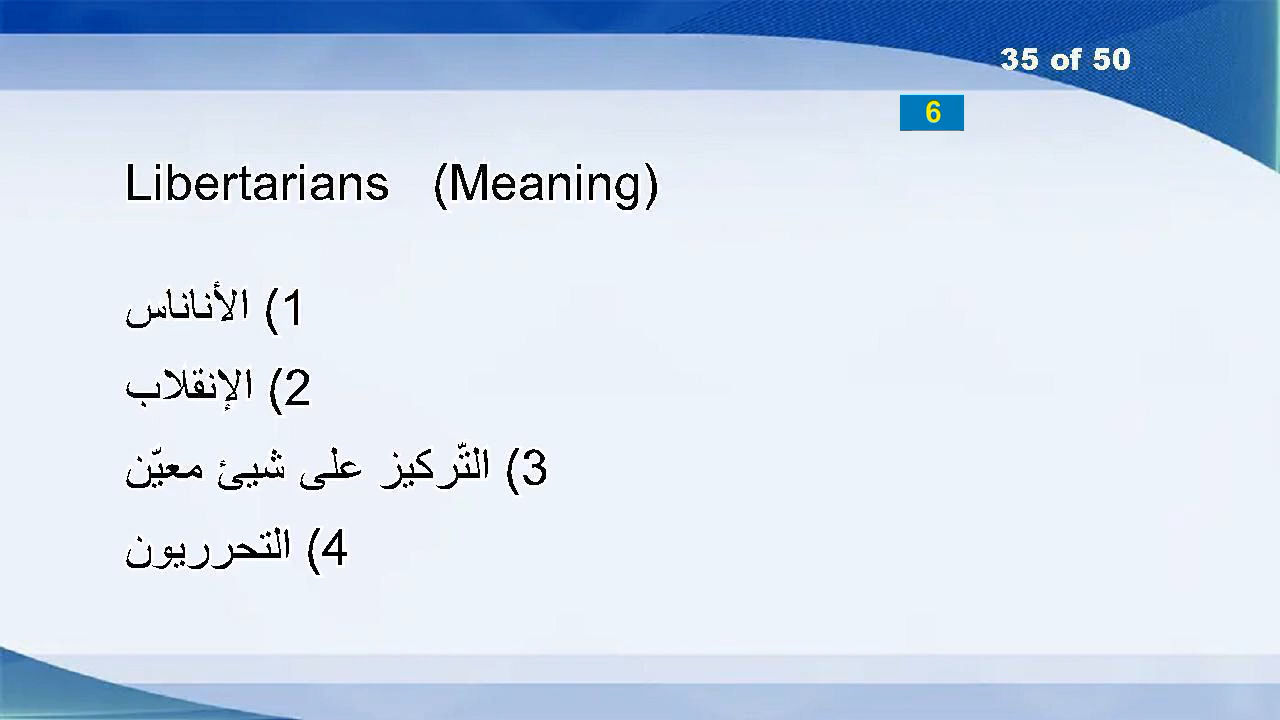 35 of 50
6
Libertarians (Meaning)
1) الأناناس
2) الإنقلاب
3) التّركيز على شيئ معيّن
4) التحرريون